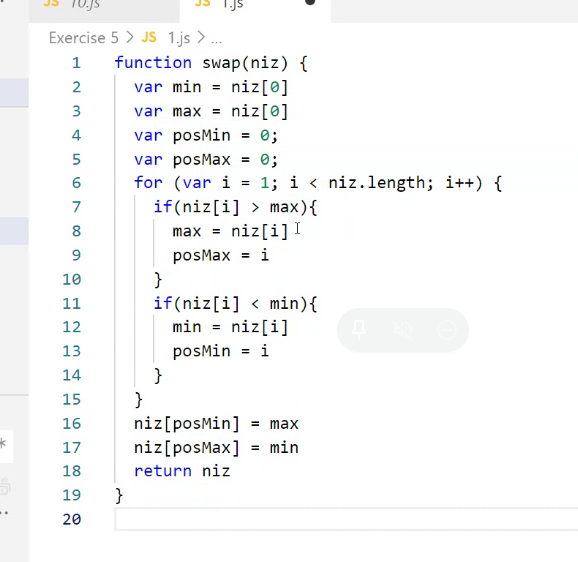 JS 10.js JS 1.js
Exercise 5 > JS 1.js > ...
1 function swap(niz) {
2 var min = niz[0]
3 var max = niz[0]
4 var posMin = 0;
5 var posMax = 0;
6 for (var i = 1; i < niz.length; i++) {
7 if(niz[i] > max){
8 max = niz[i]
9 posMax = i
10 }
11 if(niz[i] < min){
12 min = niz[i]
13 posMin = i
14 }
15 }
16 niz[posMin] = max
17 niz[posMax] = min
18 return niz
19 }
20